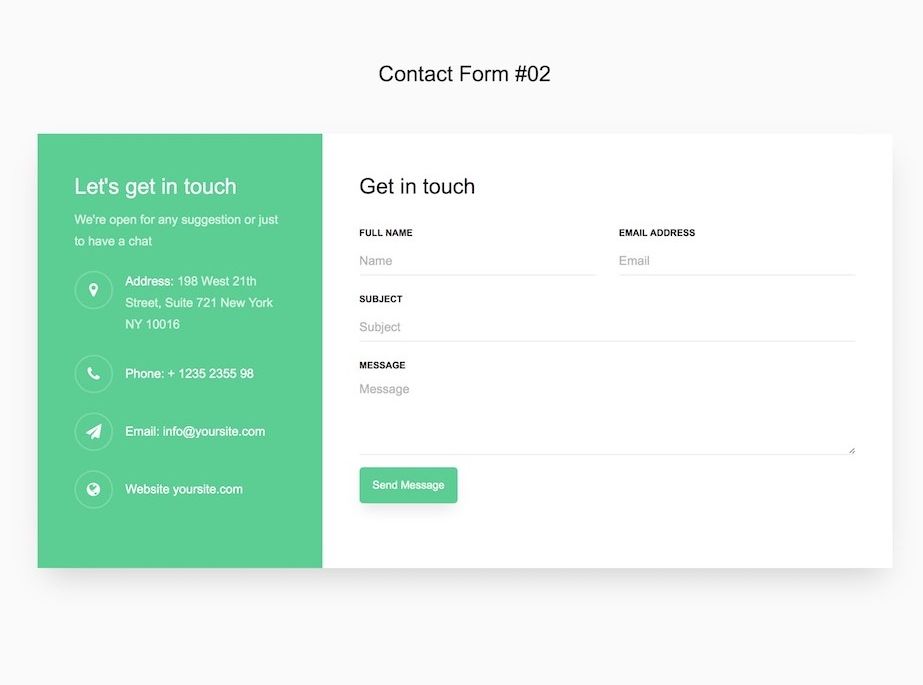 Contact Form #02
Let's get in touch
We're open for any suggestion or just
to have a chat
Address: 198 West 21th
Street, Suite 721 New York
NY 10016
Phone: + 1235 2355 98
Email: info@yoursite.com
Website yoursite.com
Get in touch
FULL NAME
Name
EMAIL ADDRESS
Email
SUBJECT
Subject
MESSAGE
Message
Send Message